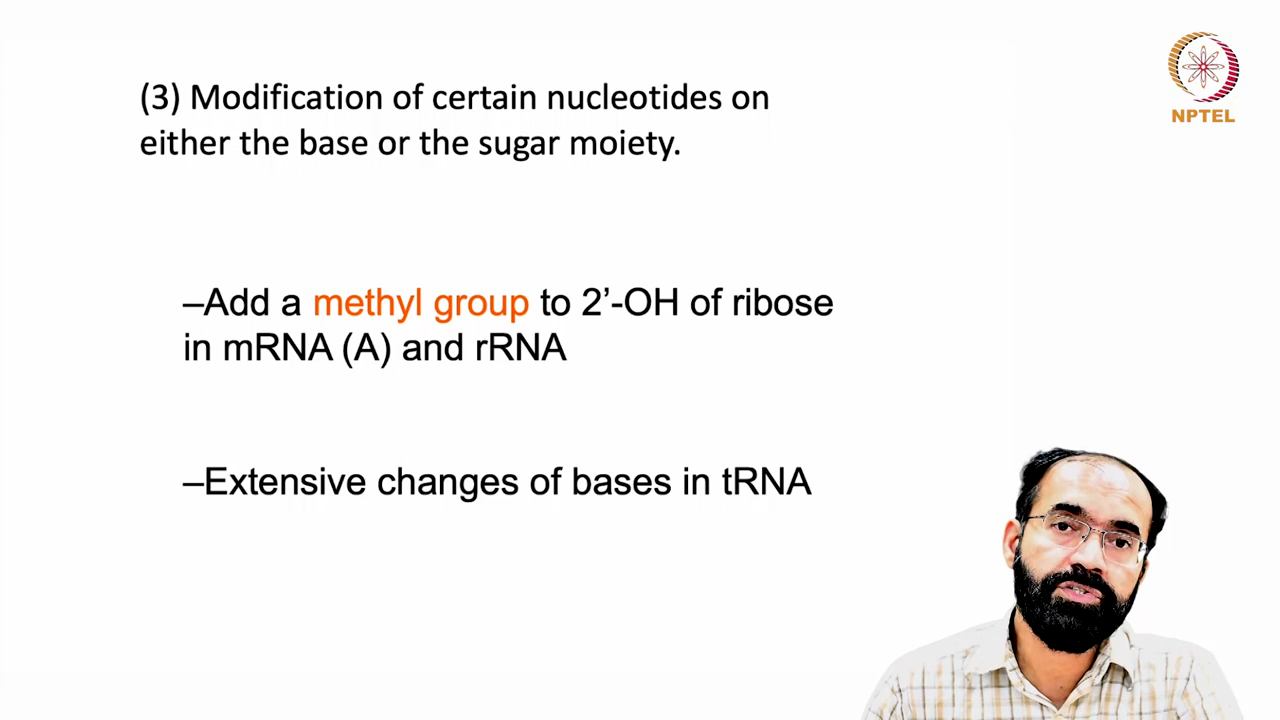 (3) Modification of certain nucleotides on
either the base or the sugar moiety.
–Add a methyl group to 2’-OH of ribose
in mRNA (A) and rRNA
–Extensive changes of bases in tRNA
NPTEL